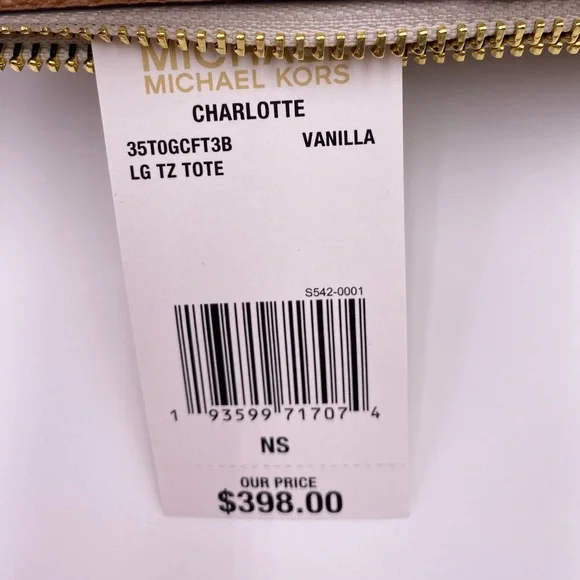 MICHAEL KORS
CHARLOTTE
35T0GCFT3B VANILLA
LG TZ TOTE
S542-0001
1 93599 71707 4
NS
OUR PRICE
$398.00